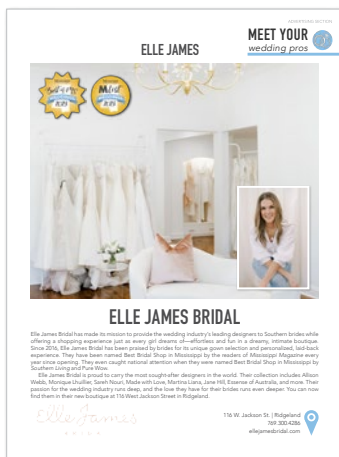 ADVERTISING SECTION
MEET YOUR
wedding pros
ELLE JAMES
2023
M List
2023
ELLE JAMES BRIDAL
Elle James Bridal has made its mission to provide the wedding industry's leading designers to Southern brides while
offering a shopping experience just as every girl dreams of—effortless and fun in a dreamy, intimate boutique.
Since 2016, Elle James Bridal has been praised by brides for its unique gown selection and personalized, laid-back
experience. They have been named Best Bridal Shop in Mississippi by the readers of Mississippi Magazine every
year since opening. They even caught national attention when they were named Best Bridal Shop in Mississippi by
Southern Living and Pure Wow.
Elle James Bridal is proud to carry the most sought-after designers in the world. Their collection includes Allison
Webb, Monique Lhuillier, Sareh Nouri, Made with Love, Martina Liana, Jane Hill, Essense of Australia, and more. Their
passion for the wedding industry runs deep, and the love they have for their brides runs even deeper. You can now
find them in their new boutique at 116 West Jackson Street in Ridgeland.
Elle James
BRIDAL
116 W. Jackson St. | Ridgeland
769.300.4286
ellejamesbridal.com